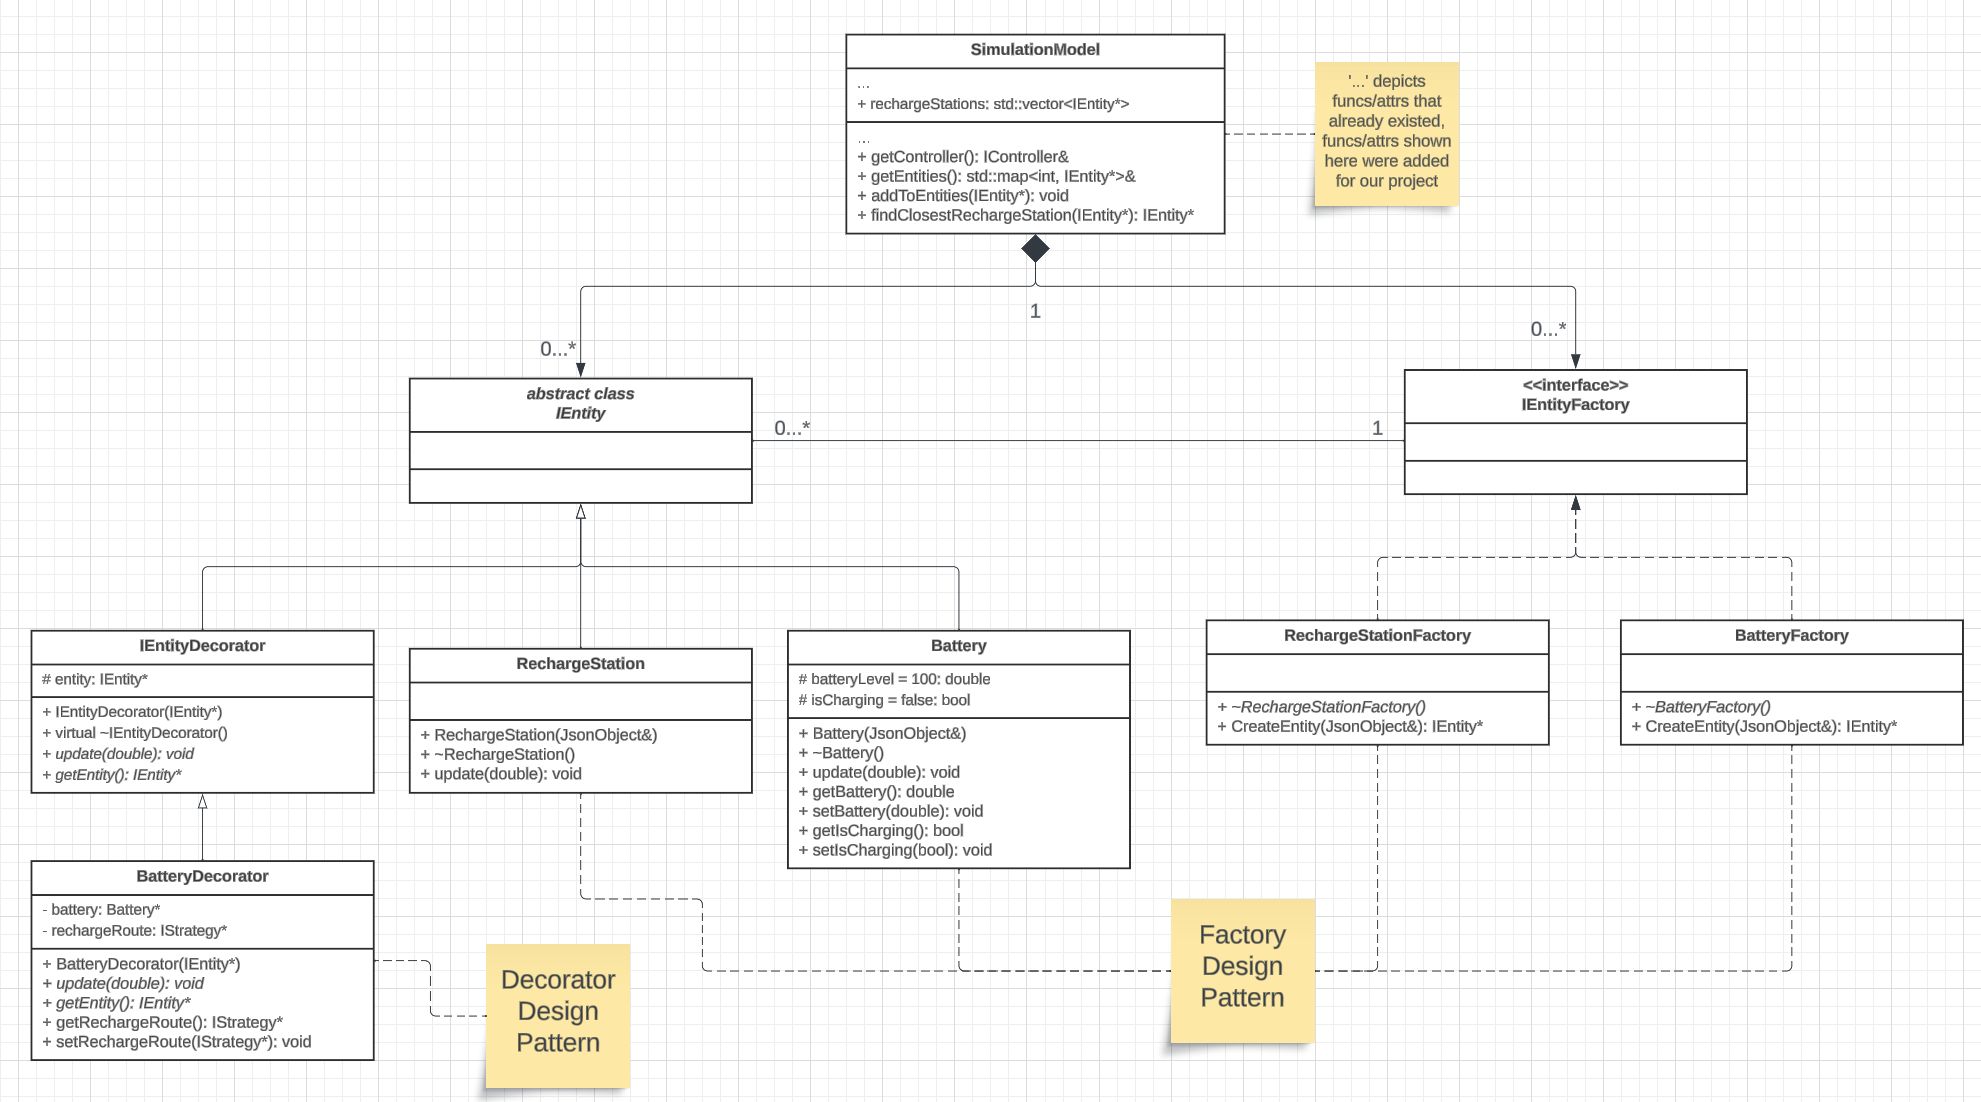 SimulationModel
...
+ rechargeStations: std::vector<IEntity*>
...
+ getController(): IController&
+ getEntities(): std::map<int, IEntity*>&
+ addToEntities(IEntity*): void
+ findClosestRechargeStation(IEntity*): IEntity*
'...' depicts
funcs/attrs that
already existed,
funcs/attrs shown
here were added
for our project
1
0...*
0...*
abstract class
IEntity
0...*
1
<<interface>>
IEntityFactory
IEntityDecorator
# entity: IEntity*
+ IEntityDecorator(IEntity*)
+ virtual ~IEntityDecorator()
+ update(double): void
+ getEntity(): IEntity*
RechargeStation
+ RechargeStation(JsonObject&)
+ ~RechargeStation()
+ update(double): void
Battery
# batteryLevel = 100: double
# isCharging = false: bool
+ Battery(JsonObject&)
+ ~Battery()
+ update(double): void
+ getBattery(): double
+ setBattery(double): void
+ getIsCharging(): bool
+ setIsCharging(bool): void
RechargeStationFactory
+ ~RechargeStationFactory()
+ CreateEntity(JsonObject&): IEntity*
BatteryFactory
+ ~BatteryFactory()
+ CreateEntity(JsonObject&): IEntity*
BatteryDecorator
- battery: Battery*
- rechargeRoute: IStrategy*
+ BatteryDecorator(IEntity*)
+ update(double): void
+ getEntity(): IEntity*
+ getRechargeRoute(): IStrategy*
+ setRechargeRoute(IStrategy*): void
Decorator
Design
Pattern
Factory
Design
Pattern